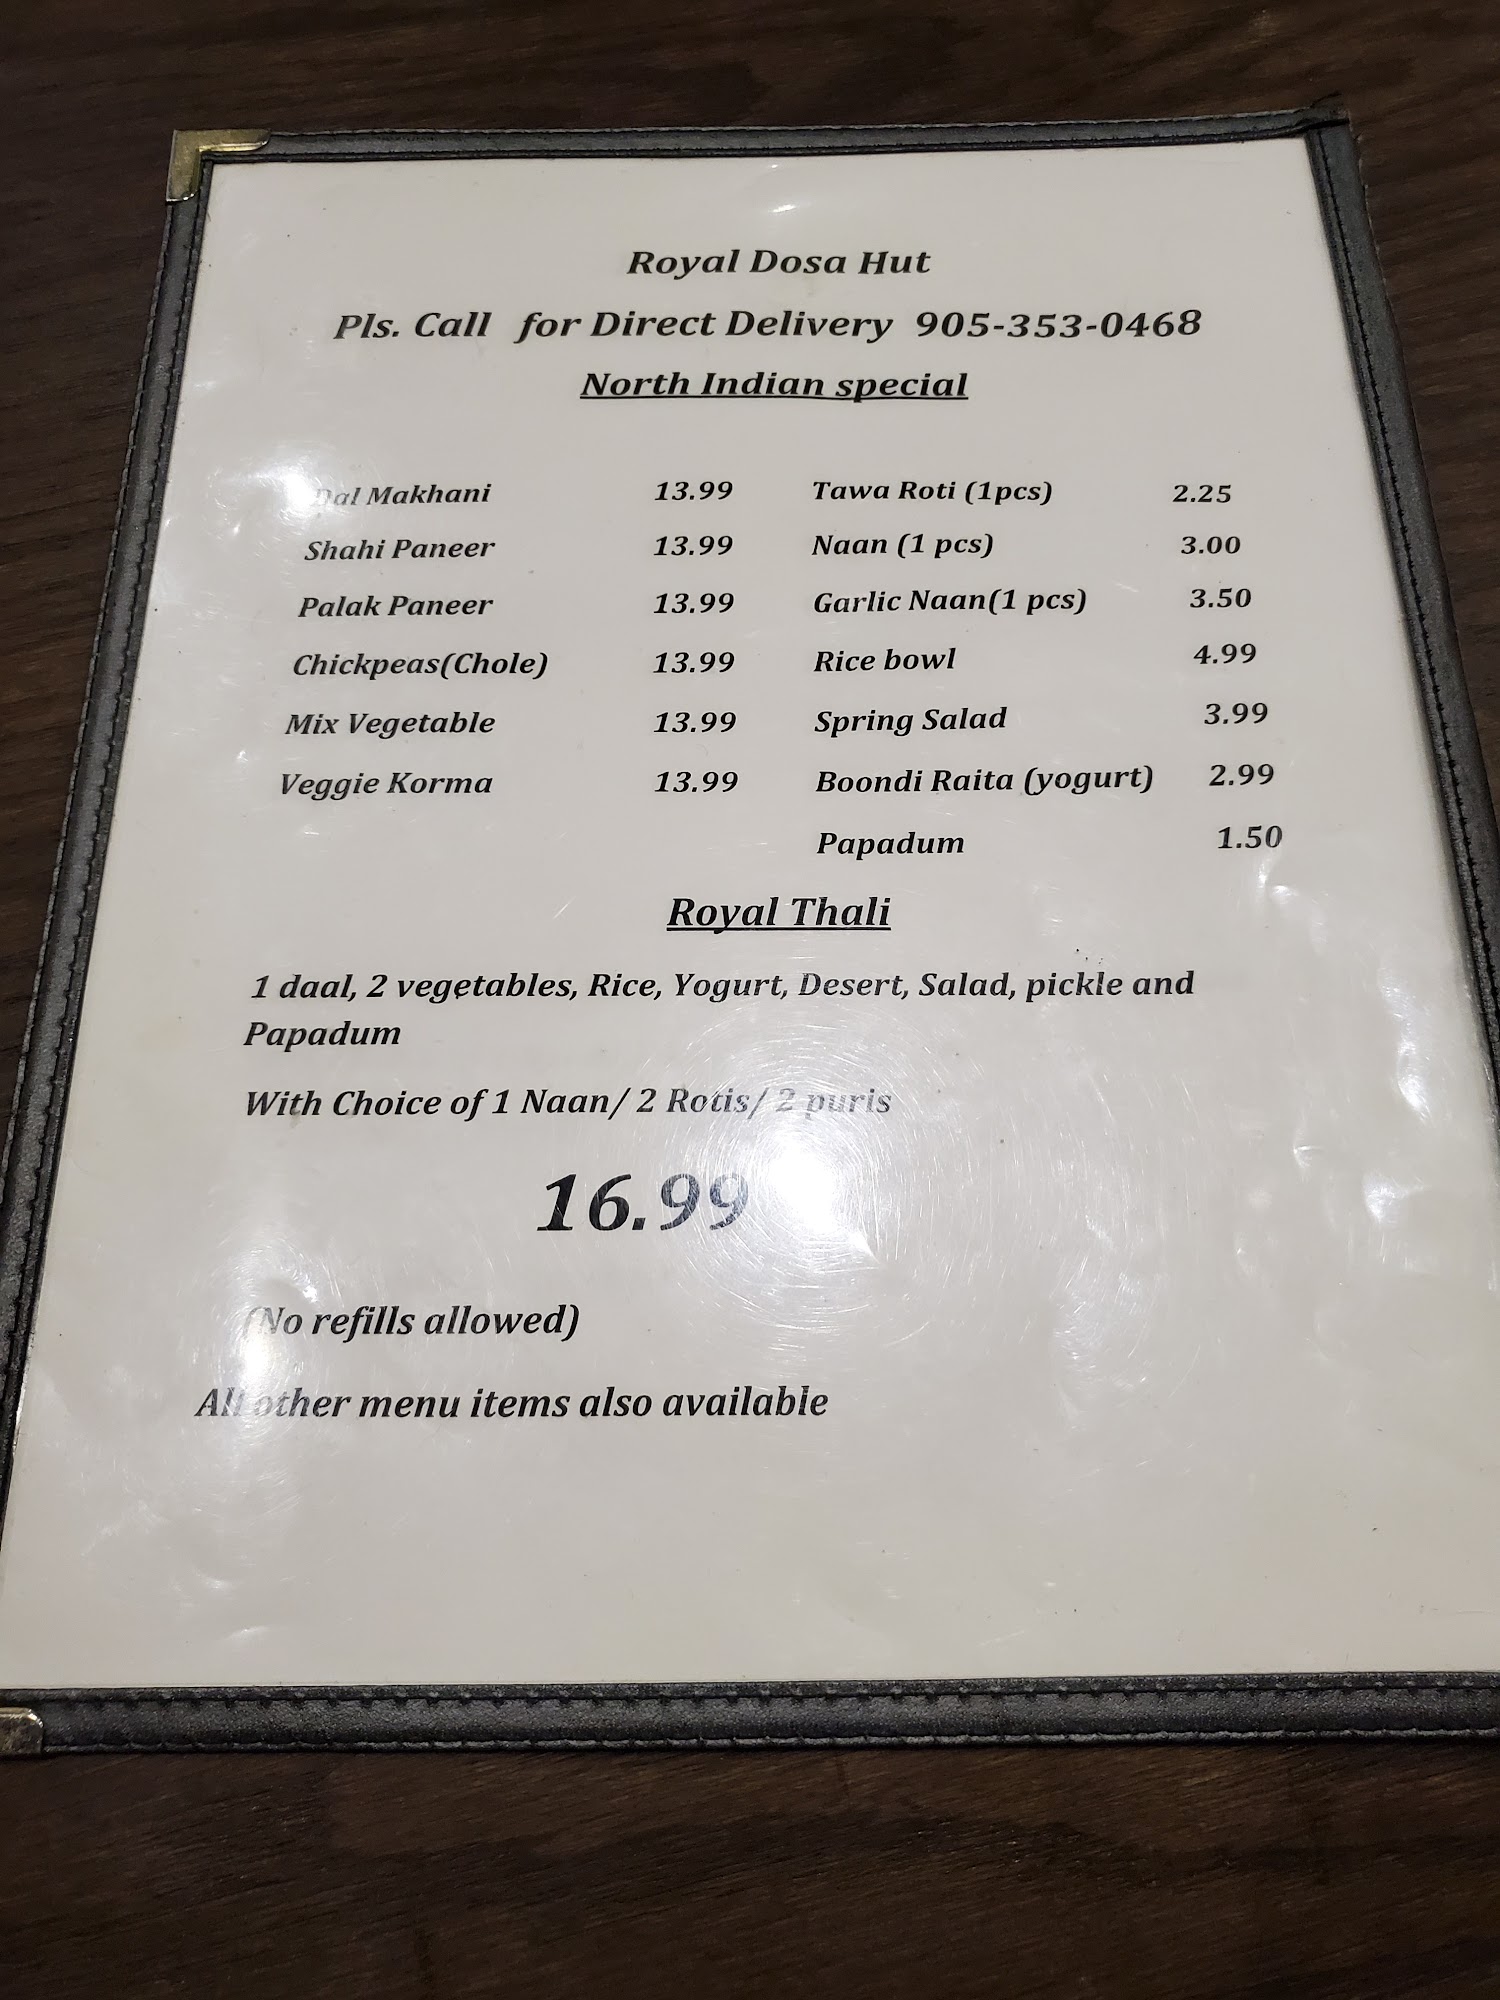 Royal Dosa Hut
Pls. Call for Direct Delivery 905-353-0468
North Indian special
Dal Makhani 13.99 Tawa Roti (1pcs) 2.25
Shahi Paneer 13.99 Naan (1 pcs) 3.00
Palak Paneer 13.99 Garlic Naan(1 pcs) 3.50
Chickpeas(Chole) 13.99 Rice bowl 4.99
Mix Vegetable 13.99 Spring Salad 3.99
Veggie Korma 13.99 Boondi Raita (yogurt) 2.99
Papadum 1.50
Royal Thali
1 daal, 2 vegetables, Rice, Yogurt, Desert, Salad, pickle and
Papadum
With Choice of 1 Naan/ 2 Rotis/ 2 puris
16.99
(No refills allowed)
All other menu items also available